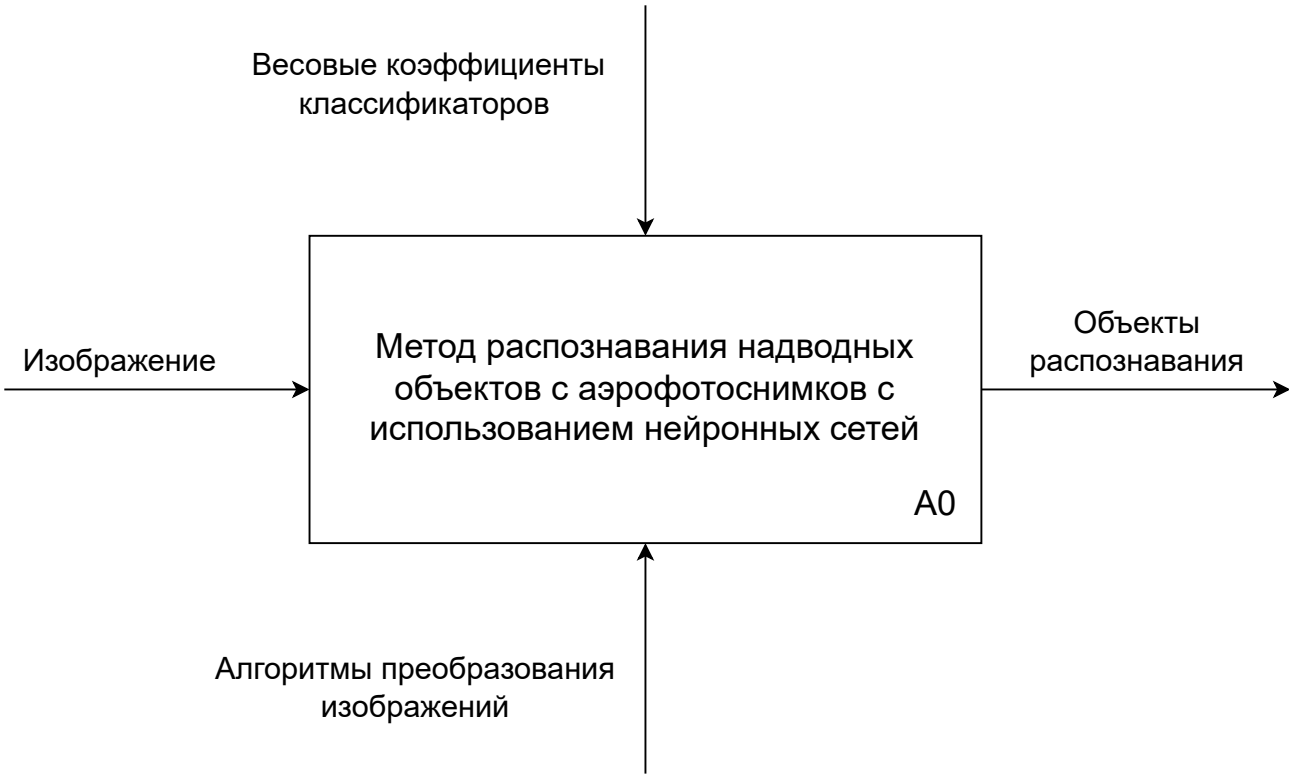 Весовые коэффициенты
классификаторов
Изображение
Метод распознавания надводных
объектов с аэрофотоснимков с
использованием нейронных сетей
A0
Объекты
распознавания
Алгоритмы преобразования
изображений